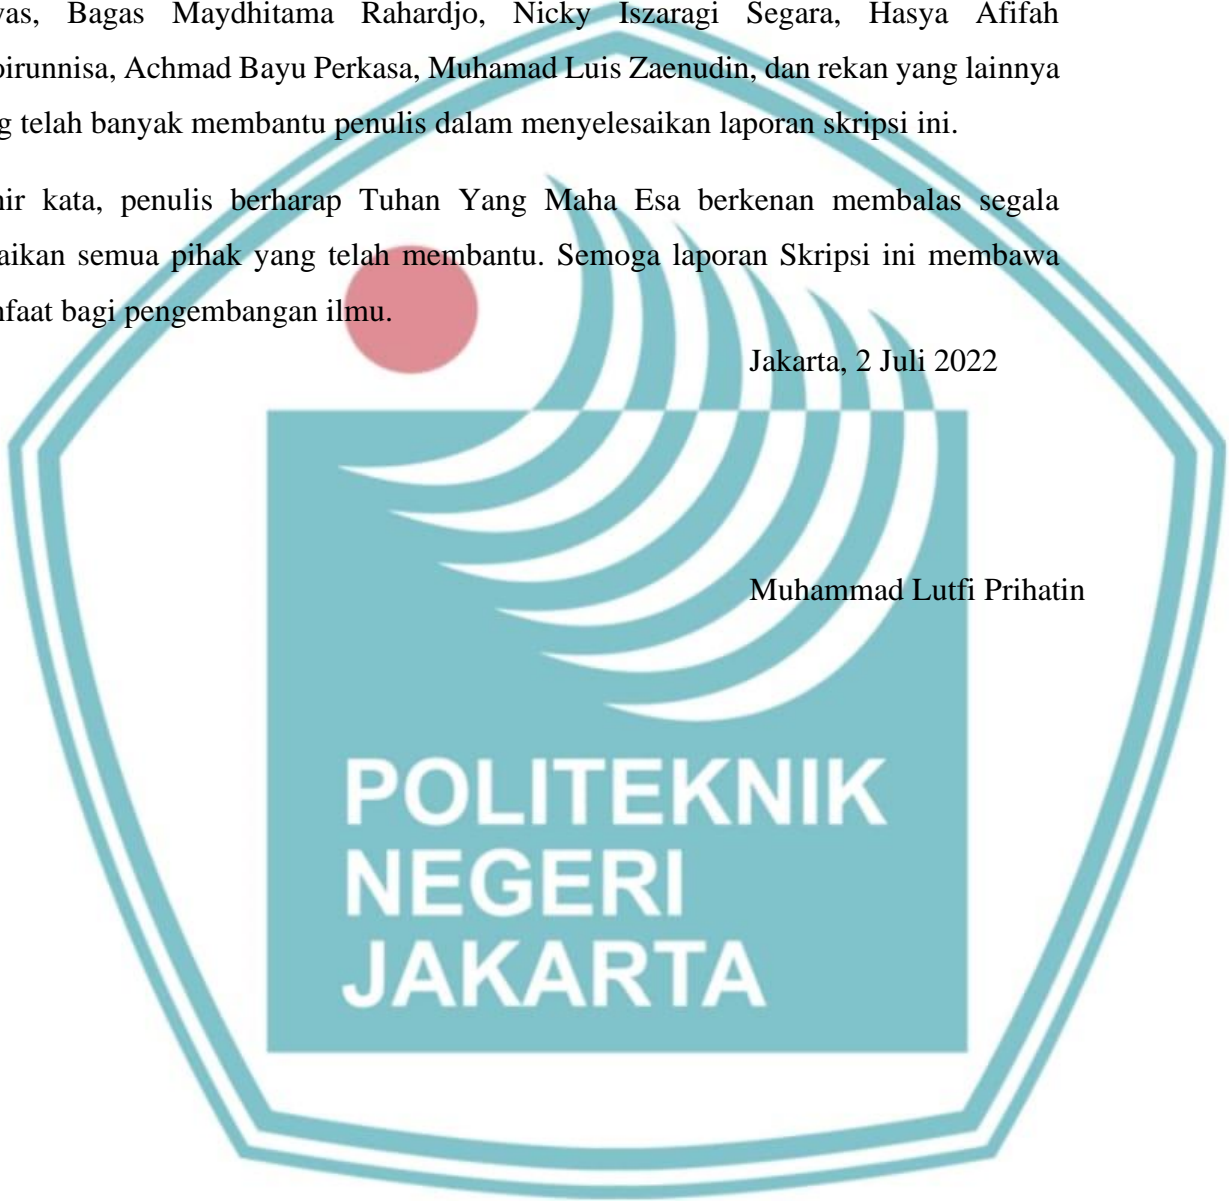 vas, Bagas Maydhitama Rahardjo, Nicky Iszaragi Segara, Hasya Afifah
oirunnisa, Achmad Bayu Perkasa, Muhamad Luis Zaenudin, dan rekan yang lainnya
g telah banyak membantu penulis dalam menyelesaikan laporan skripsi ini.
hir kata, penulis berharap Tuhan Yang Maha Esa berkenan membalas segala
aikan semua pihak yang telah membantu. Semoga laporan Skripsi ini membawa
nfaat bagi pengembangan ilmu.
Jakarta, 2 Juli 2022
Muhammad Lutfi Prihatin
POLITEKNIK
NEGERI
JAKARTA